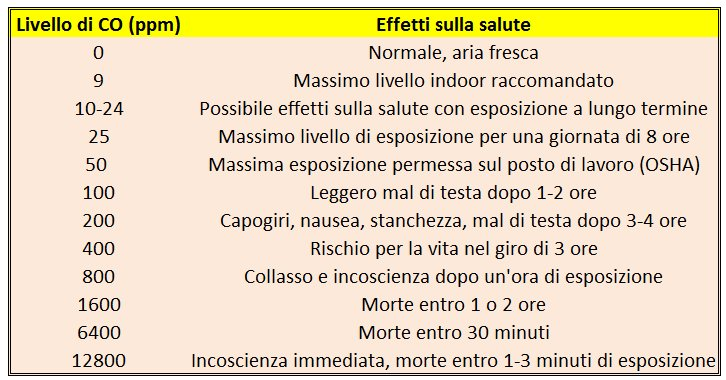 Livello di CO (ppm) Effetti sulla salute
0 Normale, aria fresca
9 Massimo livello indoor raccomandato
10-24 Possibile effetti sulla salute con esposizione a lungo termine
25 Massimo livello di esposizione per una giornata di 8 ore
50 Massima esposizione permessa sul posto di lavoro (OSHA)
100 Leggero mal di testa dopo 1-2 ore
200 Capogiri, nausea, stanchezza, mal di testa dopo 3-4 ore
400 Rischio per la vita nel giro di 3 ore
800 Collasso e incoscienza dopo un'ora di esposizione
1600 Morte entro 1 o 2 ore
6400 Morte entro 30 minuti
12800 Incoscienza immediata, morte entro 1-3 minuti di esposizione